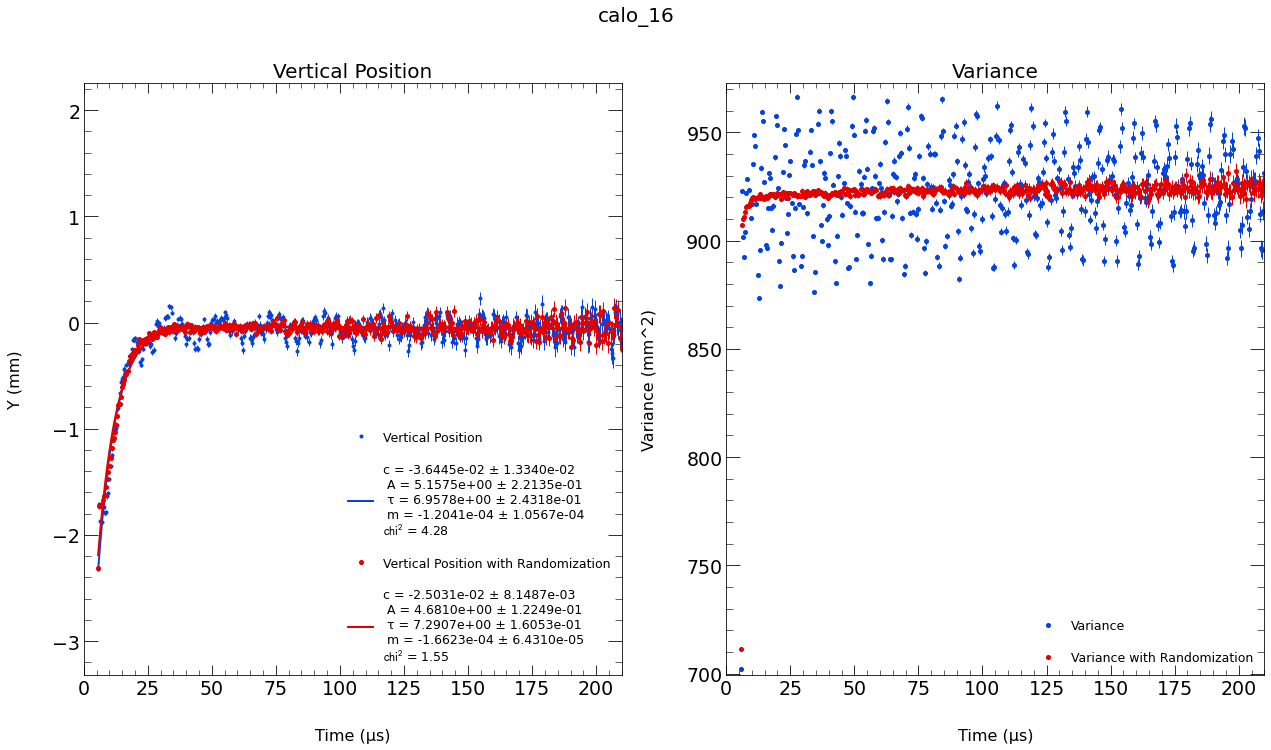 calo_16
Vertical Position
2
1
0
−1
−2
−3
Y (mm)
0
25
50
75
100
125
150
175
200
Time (μs)
Vertical Position
c = -3.6445e-02 ± 1.3340e-02
A = 5.1575e+00 ± 2.2135e-01
τ = 6.9578e+00 ± 2.4318e-01
m = -1.2041e-04 ± 1.0567e-04
chi² = 4.28
Vertical Position with Randomization
c = -2.5031e-02 ± 8.1487e-03
A = 4.6810e+00 ± 1.2249e-01
τ = 7.2907e+00 ± 1.6053e-01
m = -1.6623e-04 ± 6.4310e-05
chi² = 1.55
Variance
950
900
850
800
750
700
Variance (mm^2)
0
25
50
75
100
125
150
175
200
Time (μs)
Variance
Variance with Randomization